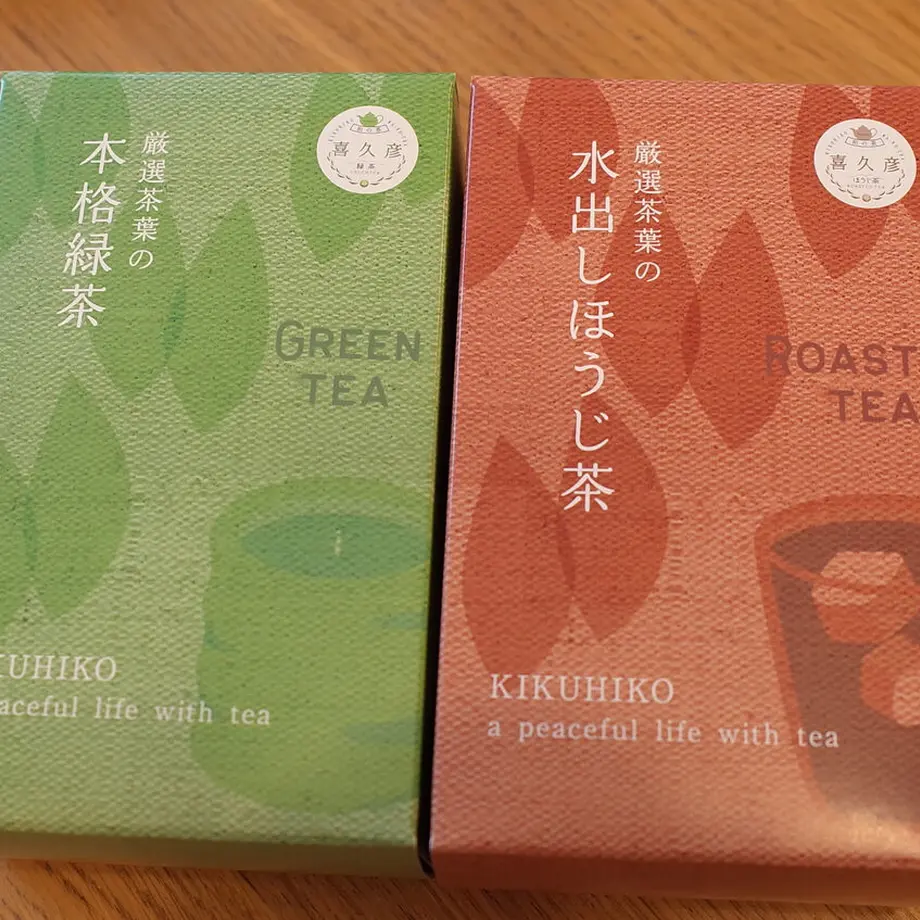 厳選茶葉の
本格緑茶
喜久彦
緑茶
GREEN
TEA
KUHIKO
aceful life with tea
厳選茶葉の
水出しほうじ茶
喜久彦
ほうじ茶
ROAST
TEA
KIKUHIKO
a peaceful life with tea